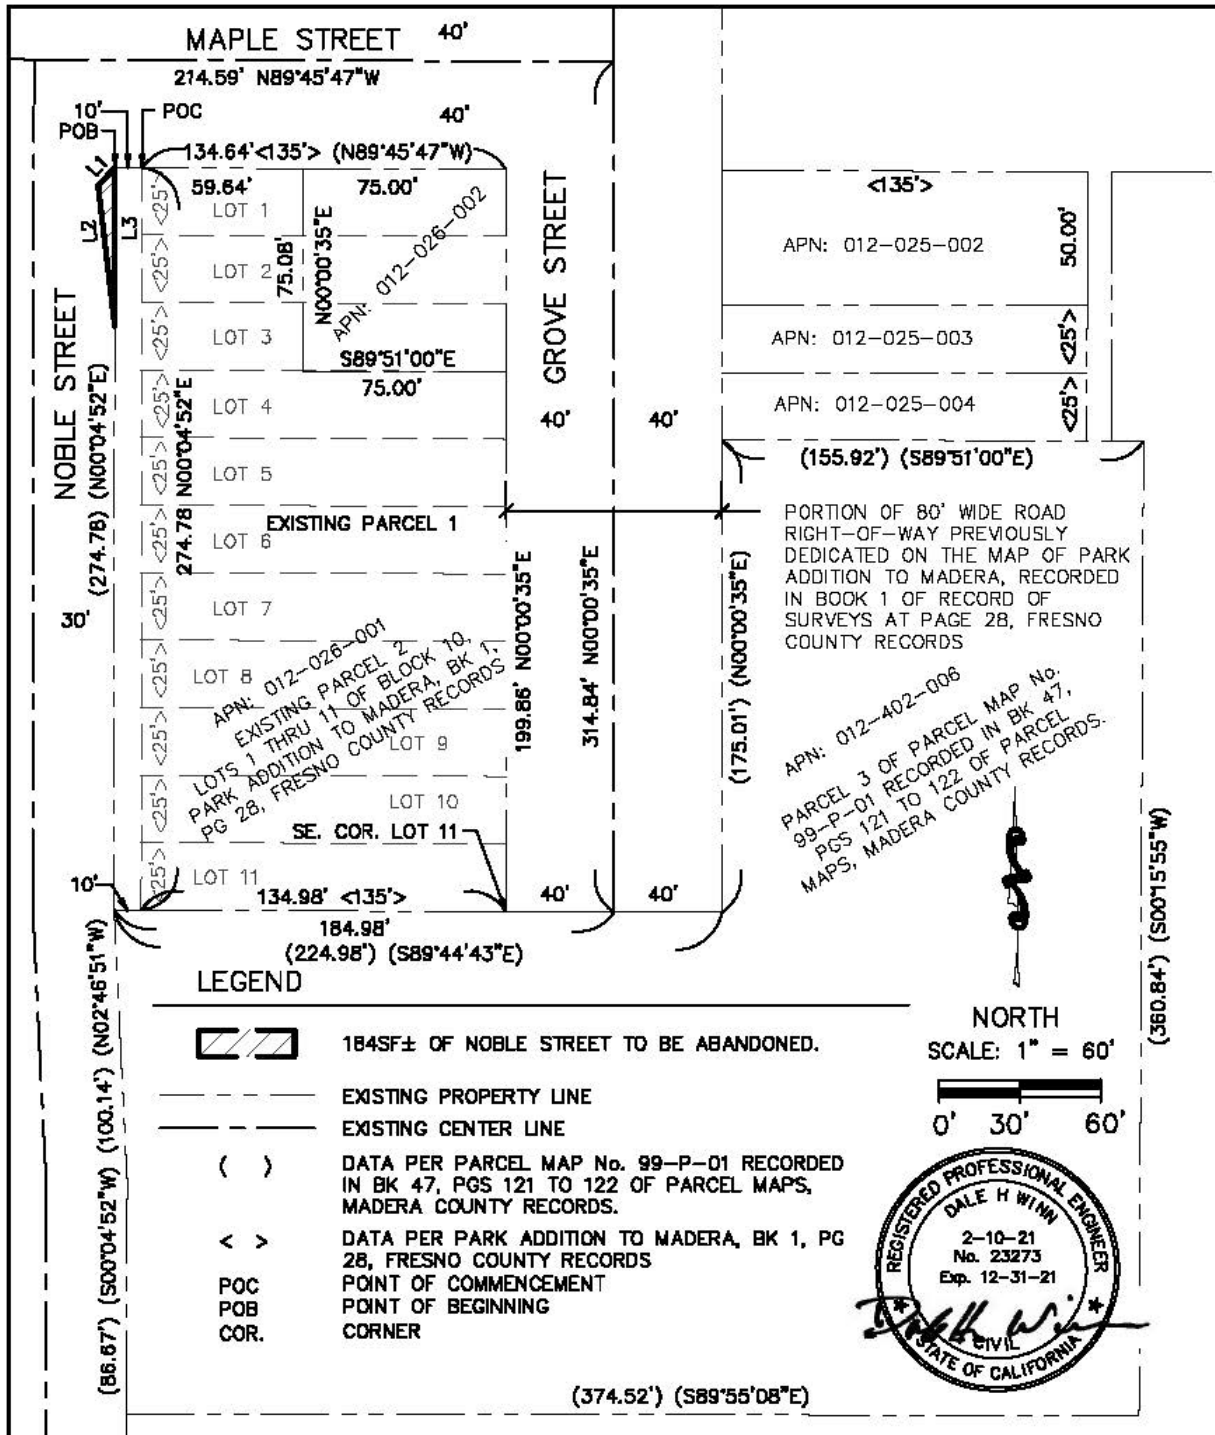 MAPLE STREET
40'
214.59' N89°45'47"W
10'
POC
POB
40'
134.64' <135'> (N89°45'47"W)
L1
59.64'
75.00'
<25'>
LOT 1
L2
L3
<25'>
LOT 2
75.08'
N00°00'35"E
APN: 012-026-002
<25'>
LOT 3
S89°51'00"E
75.00'
<25'>
LOT 4
<25'>
LOT 5
<25'>
LOT 6
<25'>
LOT 7
<25'>
LOT 8
<25'>
LOT 9
<25'>
LOT 10
<25'>
LOT 11
NOBLE STREET
(274.78) (N00°04'52"E)
274.78 N00°04'52"E
30'
EXISTING PARCEL 1
APN: 012-026-001
EXISTING PARCEL 2
LOTS 1 THRU 11 OF BLOCK 10,
PARK ADDITION TO MADERA, BK 1,
PG 28, FRESNO COUNTY RECORDS
SE. COR. LOT 11
10'
134.98' <135'>
40'
40'
184.98'
(224.98') (S89°44'43"E)
GROVE STREET
40'
40'
199.86' N00°00'35"E
314.84' N00°00'35"E
(175.01') (N00°00'35"E)
<135'>
APN: 012-025-002
50.00'
APN: 012-025-003
<25'>
APN: 012-025-004
<25'>
(155.92') (S89°51'00"E)
PORTION OF 80' WIDE ROAD
RIGHT-OF-WAY PREVIOUSLY
DEDICATED ON THE MAP OF PARK
ADDITION TO MADERA, RECORDED
IN BOOK 1 OF RECORD OF
SURVEYS AT PAGE 28, FRESNO
COUNTY RECORDS
APN: 012-402-006
PARCEL 3 OF PARCEL MAP No.
99-P-01 RECORDED IN BK 47,
PGS 121 TO 122 OF PARCEL
MAPS, MADERA COUNTY RECORDS.
(360.84') (S00°15'55"W)
NORTH
SCALE: 1" = 60'
0' 30' 60'
(86.67') (S00°04'52"W) (100.14') (N02°46'51"W)
LEGEND
184SF± OF NOBLE STREET TO BE ABANDONED.
EXISTING PROPERTY LINE
EXISTING CENTER LINE
( ) DATA PER PARCEL MAP No. 99-P-01 RECORDED
IN BK 47, PGS 121 TO 122 OF PARCEL MAPS,
MADERA COUNTY RECORDS.
< > DATA PER PARK ADDITION TO MADERA, BK 1, PG
28, FRESNO COUNTY RECORDS
POC POINT OF COMMENCEMENT
POB POINT OF BEGINNING
COR. CORNER
REGISTERED PROFESSIONAL ENGINEER
DALE H WINN
2-10-21
No. 23273
Exp. 12-31-21
CIVIL
STATE OF CALIFORNIA
(374.52') (S89°55'08"E)